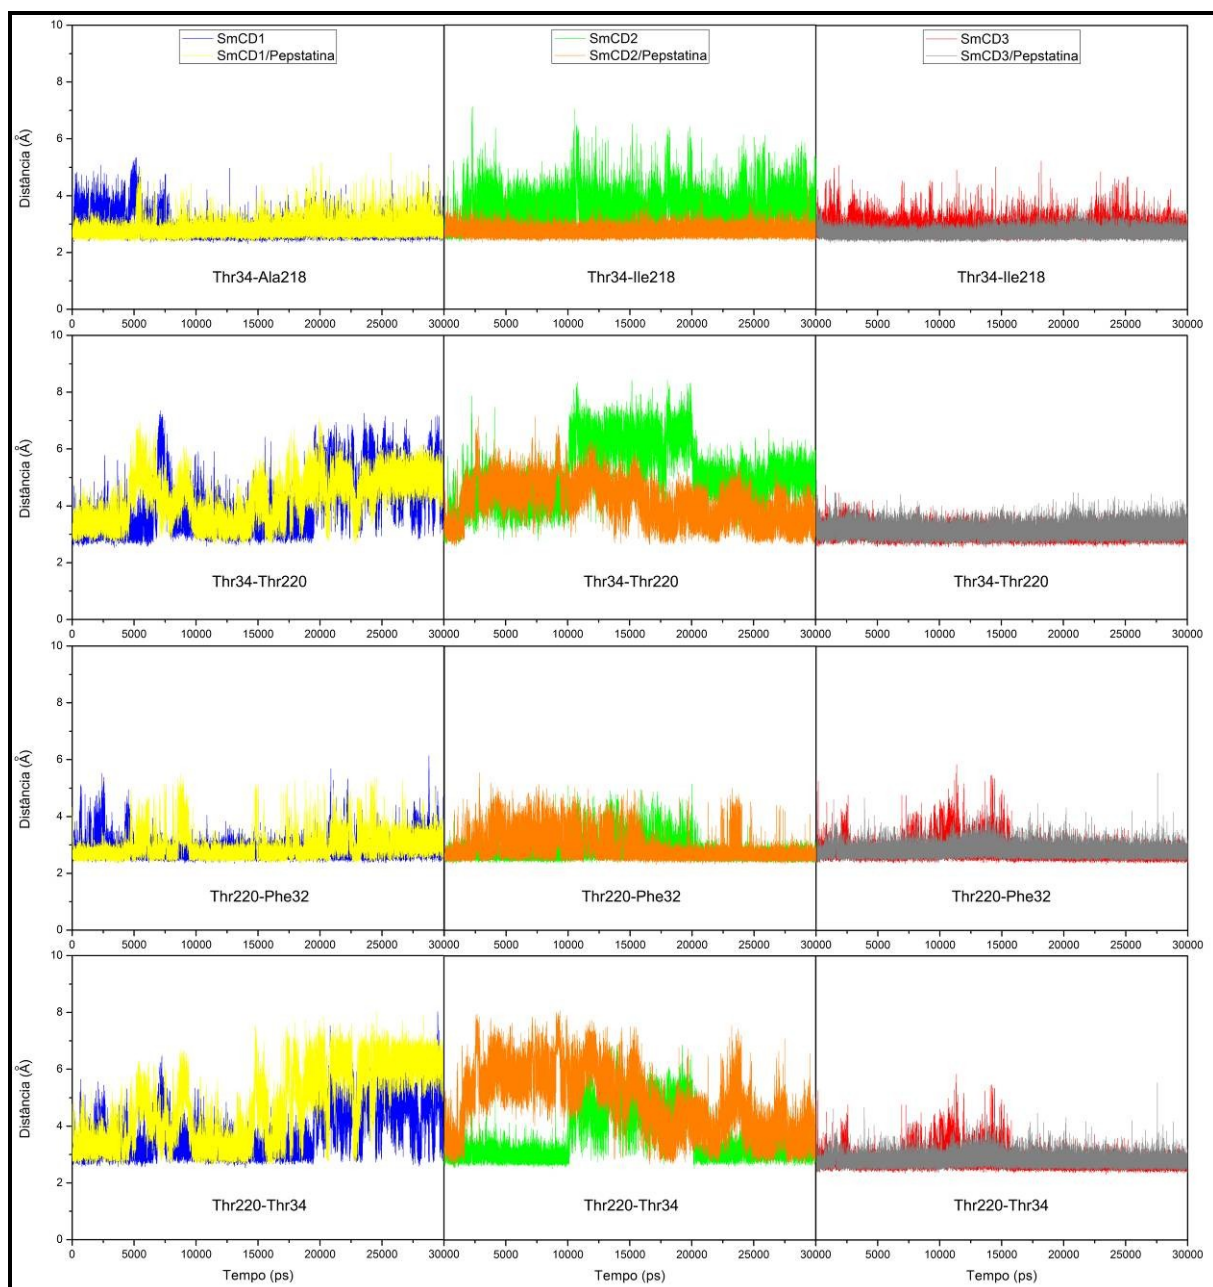 SmCD1
SmCD1/Pepstatina
SmCD2
SmCD2/Pepstatina
SmCD3
SmCD3/Pepstatina
10
8
6
4
2
0
Distância (Å)
Thr34-Ala218
Thr34-Ile218
Thr34-Ile218
0 5000 10000 15000 20000 25000 30000 5000 10000 15000 20000 25000 30000 5000 10000 15000 20000 25000 30000
10
8
6
4
2
0
Distância (Å)
Thr34-Thr220
Thr34-Thr220
Thr34-Thr220
0 5000 10000 15000 20000 25000 30000 5000 10000 15000 20000 25000 30000 5000 10000 15000 20000 25000 30000
10
8
6
4
2
0
Distância (Å)
Thr220-Phe32
Thr220-Phe32
Thr220-Phe32
0 5000 10000 15000 20000 25000 30000 5000 10000 15000 20000 25000 30000 5000 10000 15000 20000 25000 30000
10
8
6
4
2
0
Distância (Å)
Thr220-Thr34
Thr220-Thr34
Thr220-Thr34
0 5000 10000 15000 20000 25000 30000 5000 10000 15000 20000 25000 30000 5000 10000 15000 20000 25000 30000
Tempo (ps)
Tempo (ps)
Tempo (ps)